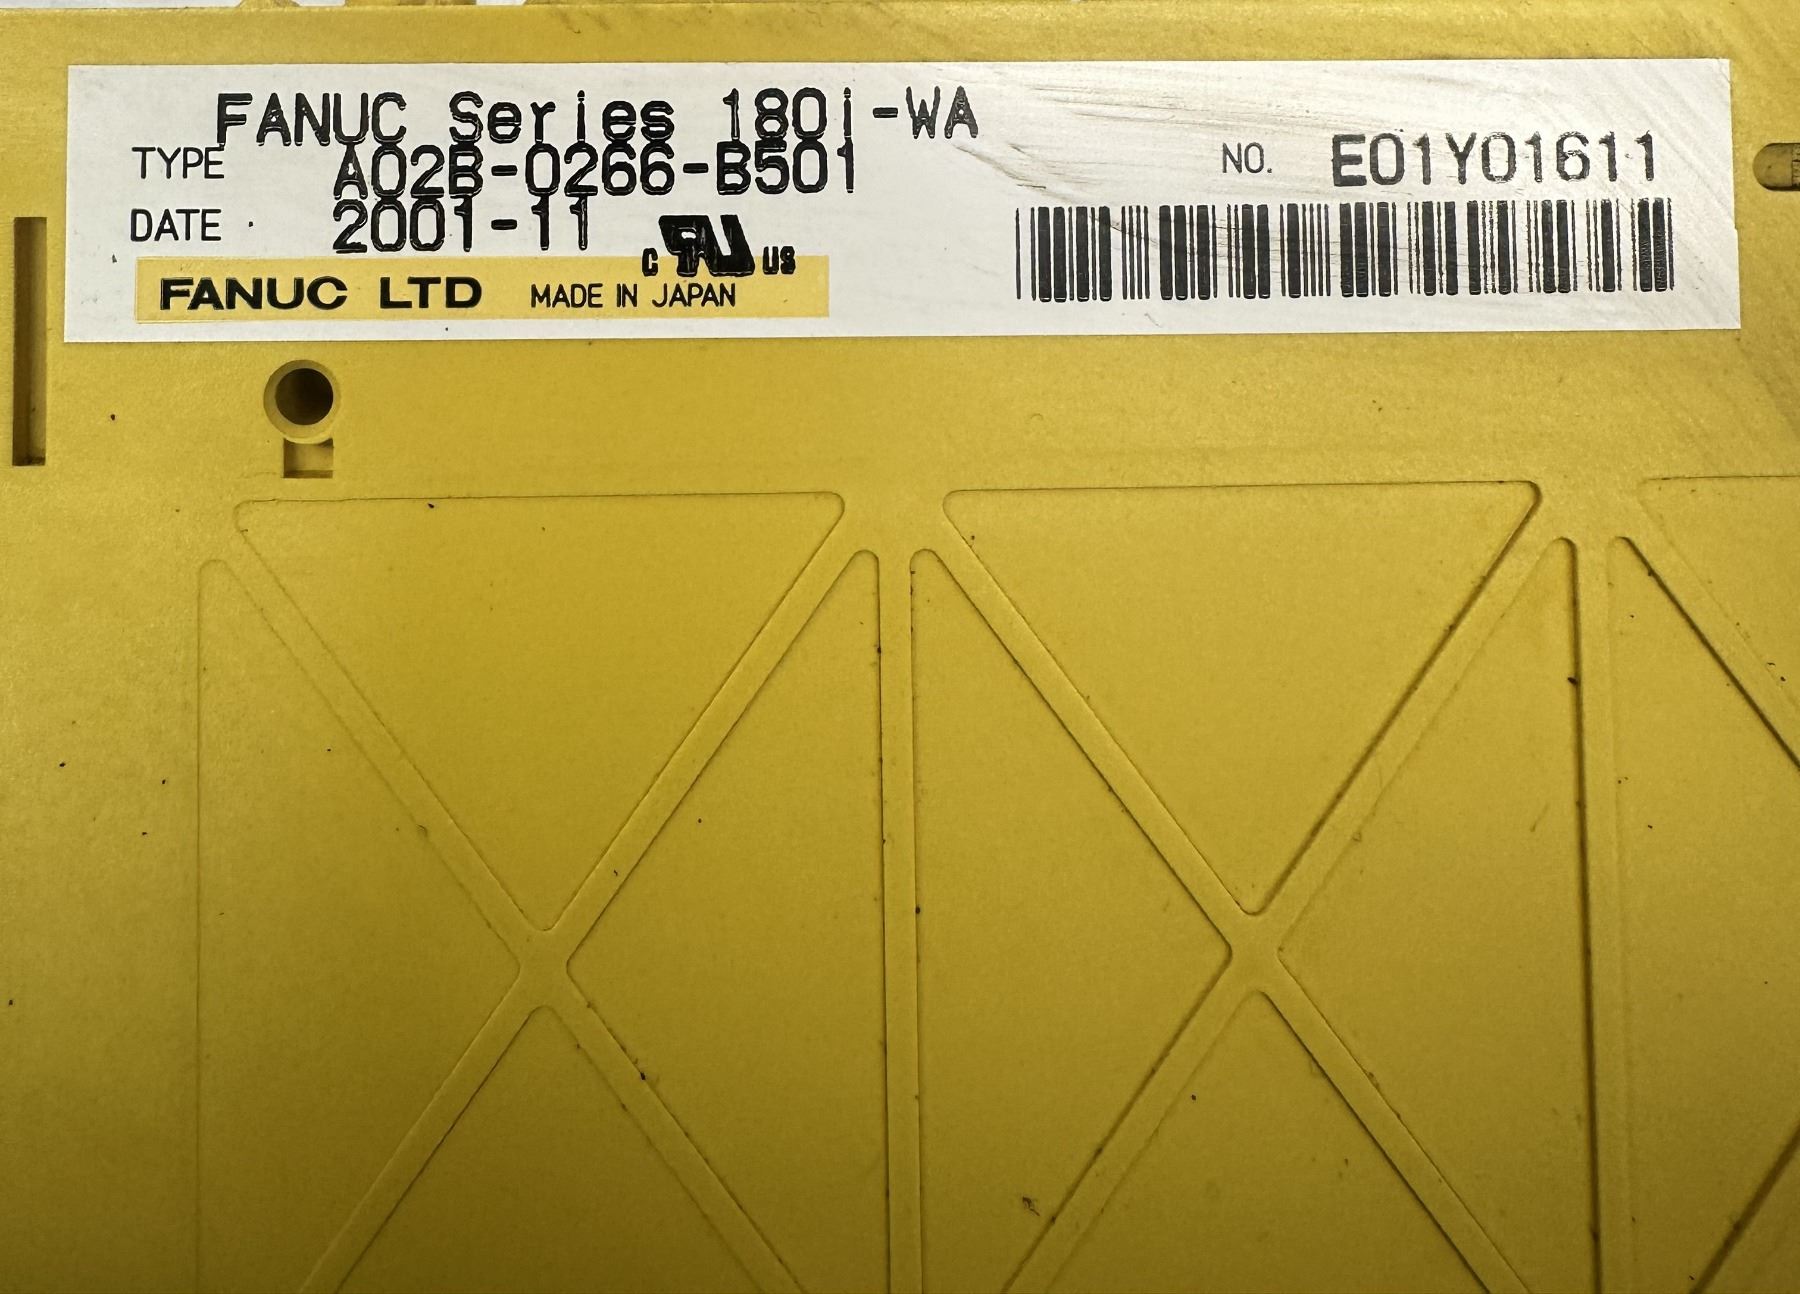 FANUC Series 180i-WA
TYPE A02B-0266-B501
DATE 2001-11
c UR US
FANUC LTD MADE IN JAPAN
NO. E01Y01611